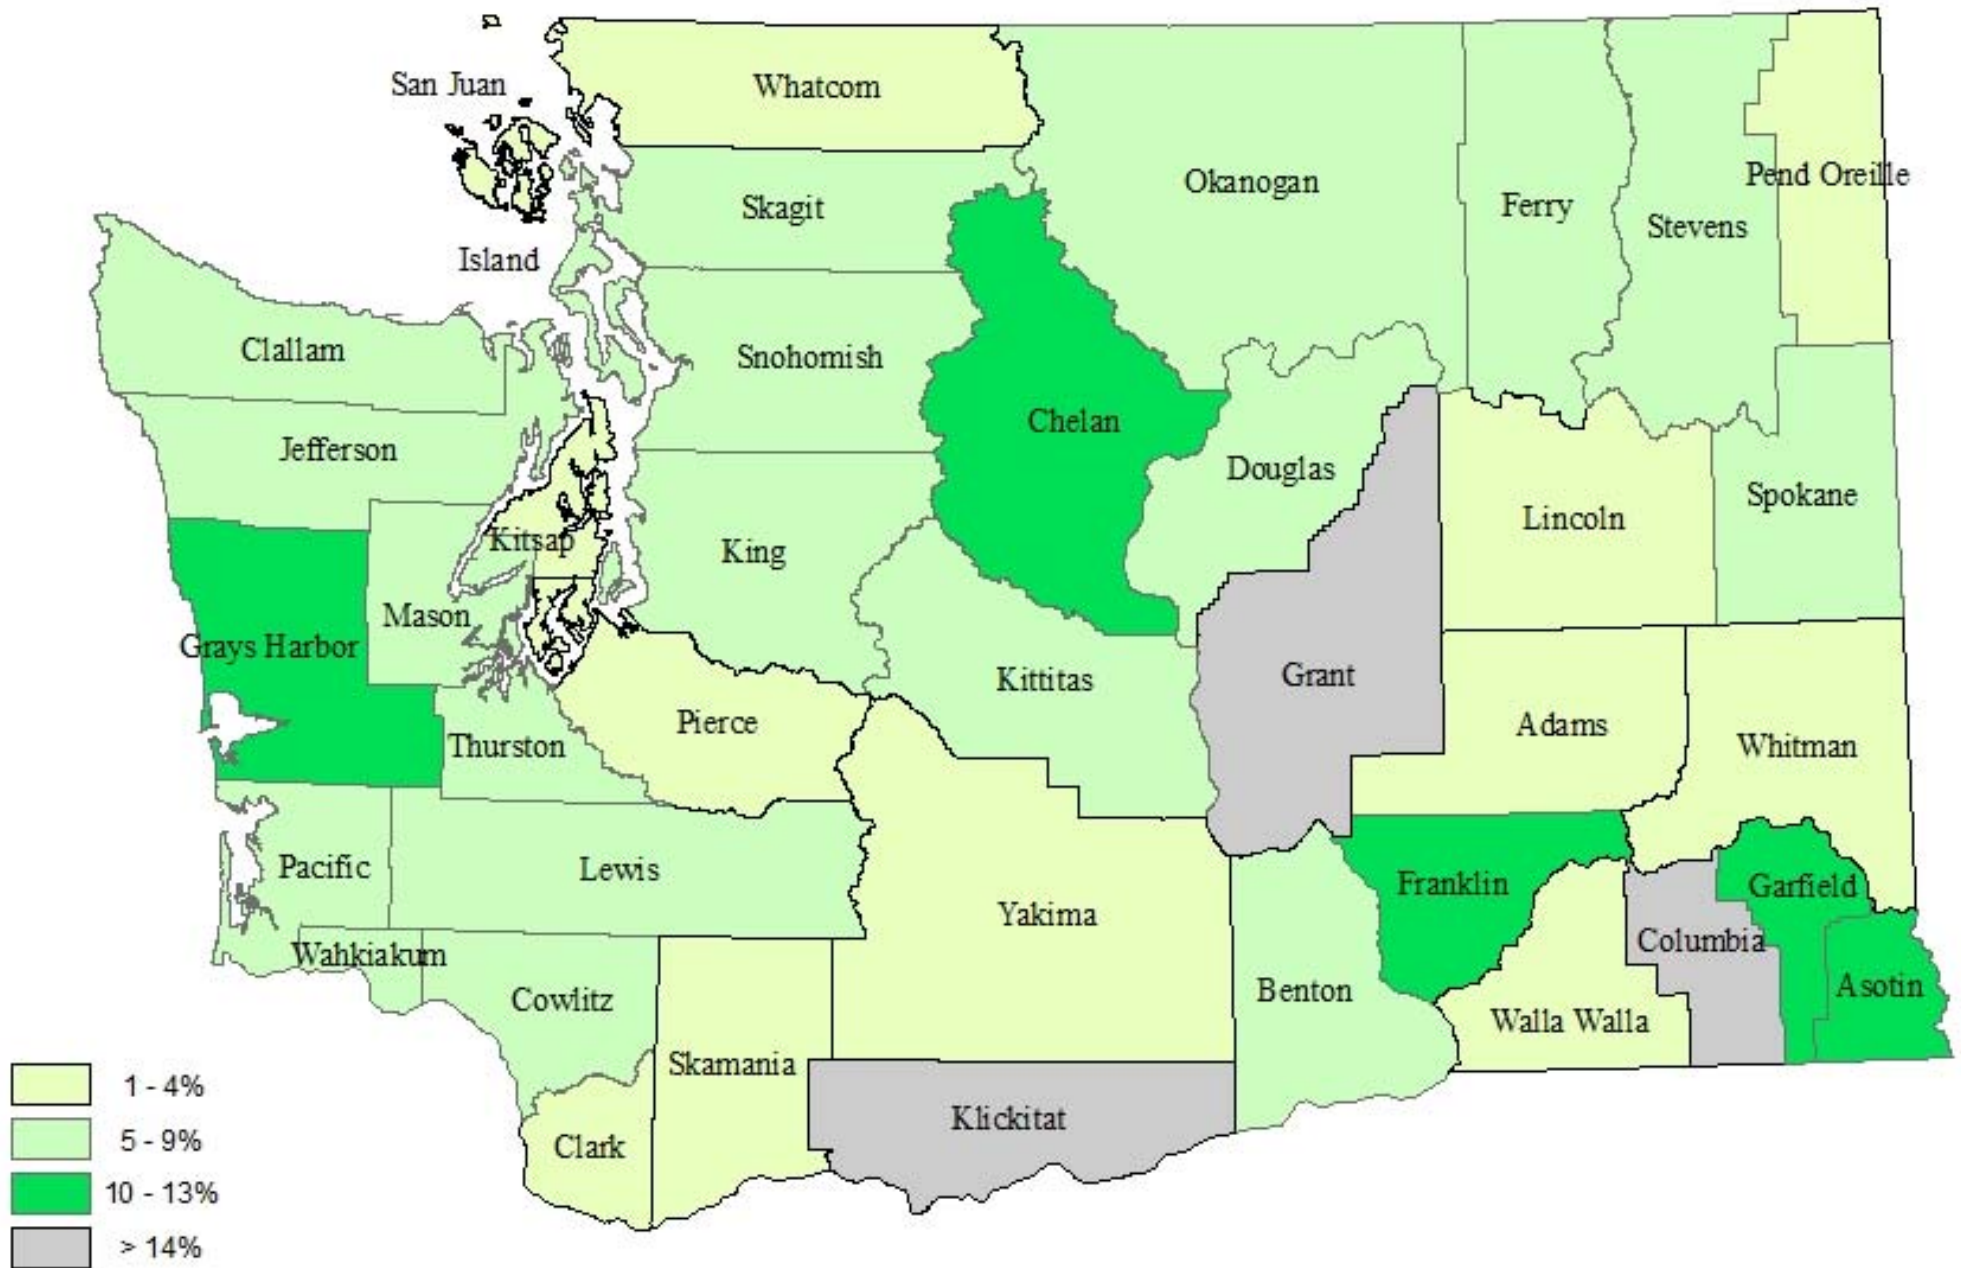 San Juan
Whatcom
Okanogan
Pend Oreille
Skagit
Ferry
Stevens
Island
Clallam
Snohomish
Chelan
Jefferson
Douglas
Spokane
Lincoln
Kitsap
King
Mason
Grays Harbor
Kittitas
Grant
Pierce
Adams
Thurston
Whitman
Pacific
Lewis
Franklin
Garfield
Yakima
Columbia
Wahkiakum
Asotin
Benton
Cowlitz
Walla Walla
Skamania
Klickitat
Clark
1 - 4%
5 - 9%
10 - 13%
> 14%